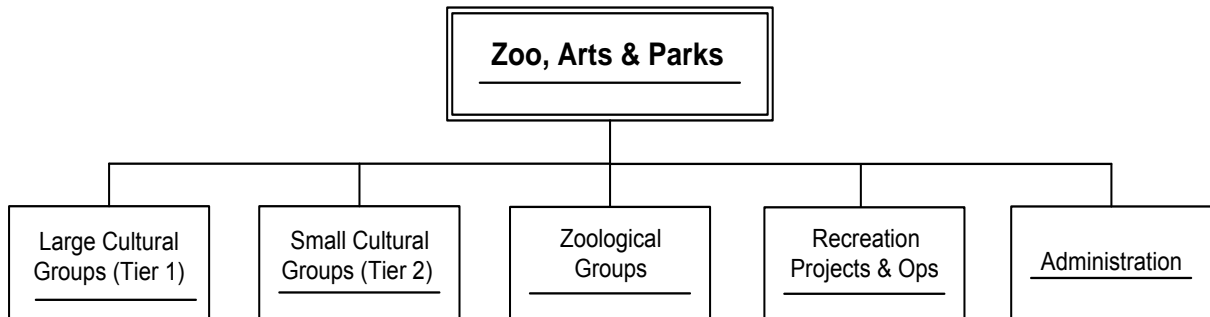 Zoo, Arts & Parks
Large Cultural
Groups (Tier 1)
Small Cultural
Groups (Tier 2)
Zoological
Groups
Recreation
Projects & Ops
Administration